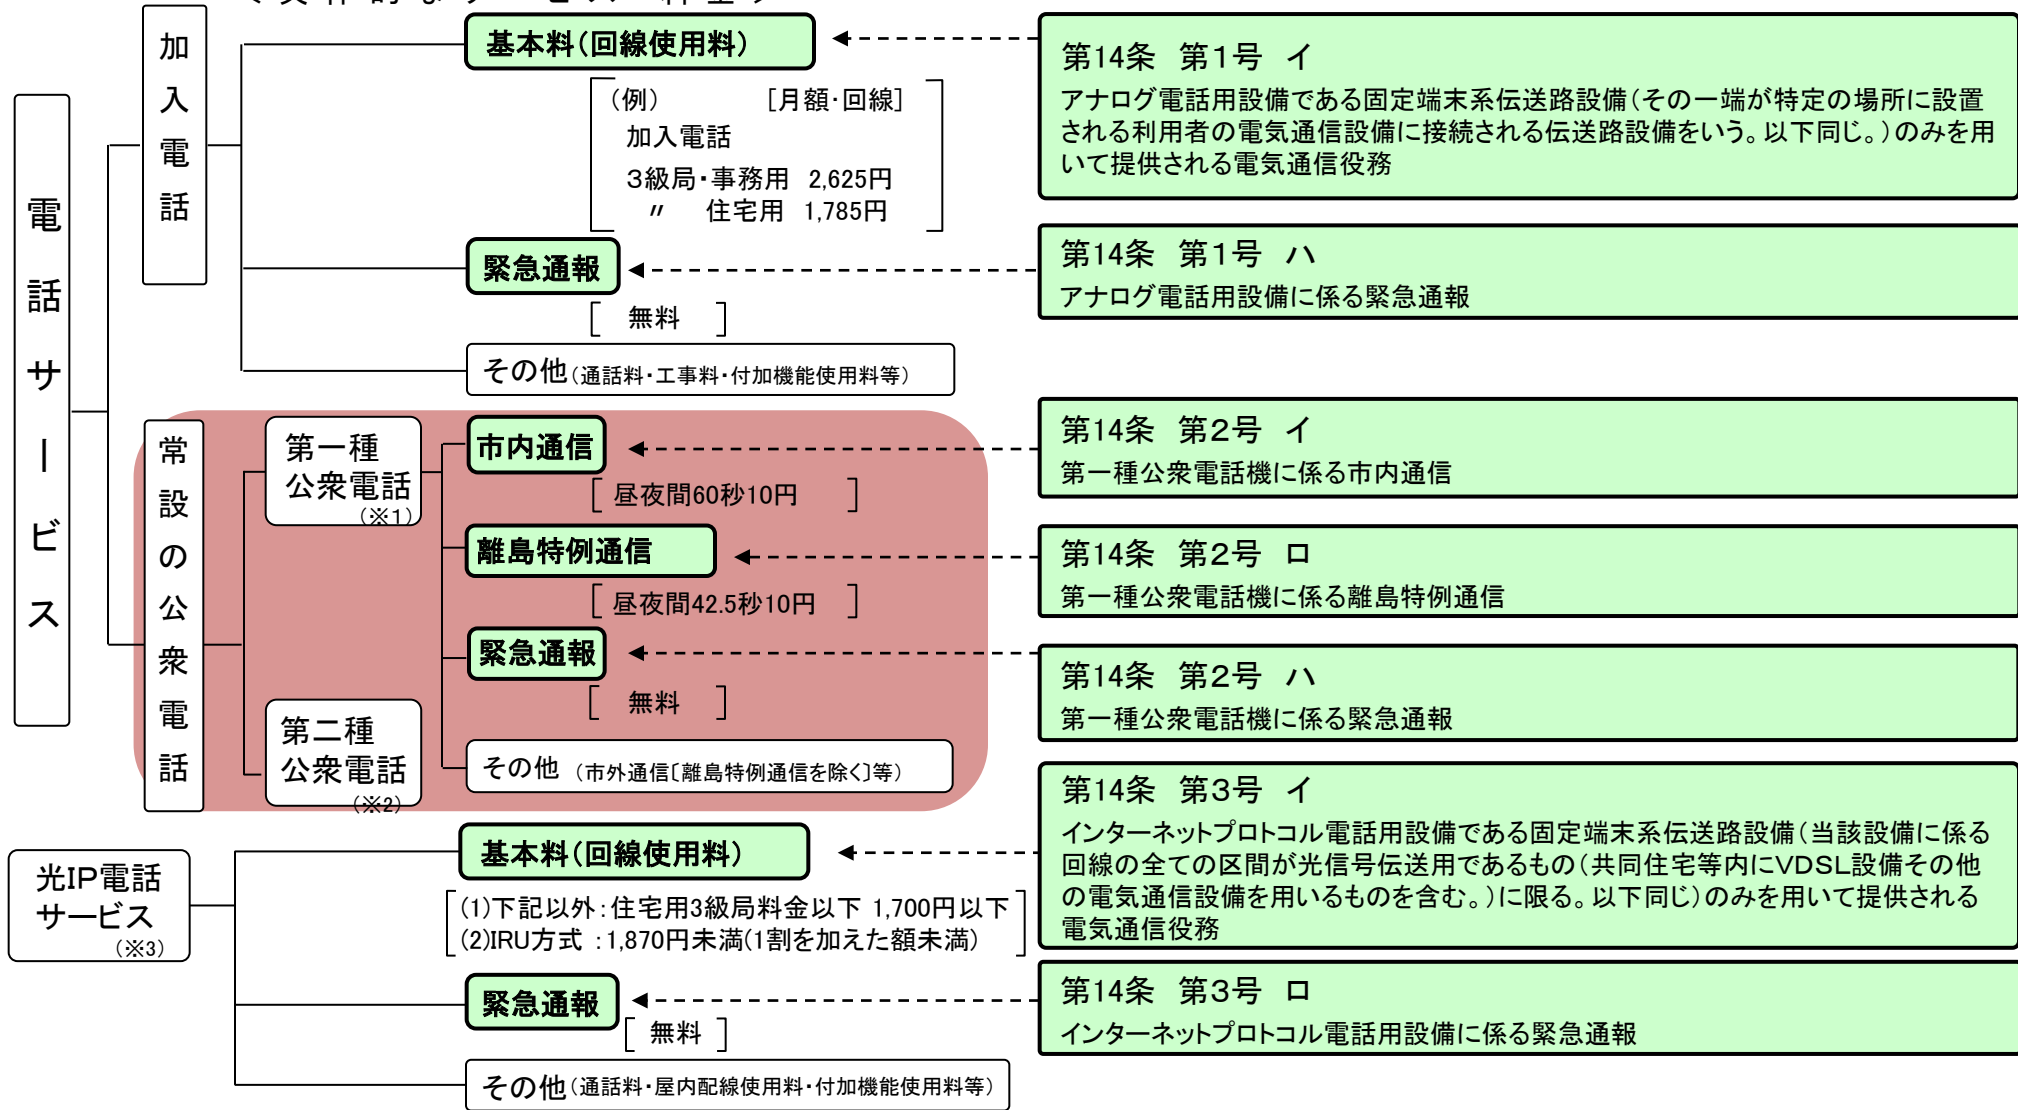 電話サービス
加入電話
基本料(回線使用料)
(例) [月額・回線]
加入電話
3級局・事務用 2,625円
〃 住宅用 1,785円
緊急通報
[ 無料 ]
その他(通話料・工事料・付加機能使用料等)
常設の公衆電話
第一種
公衆電話
(※1)
市内通信
[ 昼夜間60秒10円 ]
離島特例通信
[ 昼夜間42.5秒10円 ]
緊急通報
[ 無料 ]
第二種
公衆電話
(※2)
その他 (市外通信〔離島特例通信を除く〕等)
光IP電話
サービス
(※3)
基本料(回線使用料)
(1)下記以外:住宅用3級局料金以下 1,700円以下
(2)IRU方式 :1,870円未満(1割を加えた額未満)
緊急通報
[ 無料 ]
その他(通話料・屋内配線使用料・付加機能使用料等)
第14条 第1号 イ
アナログ電話用設備である固定端末系伝送路設備(その一端が特定の場所に設置
される利用者の電気通信設備に接続される伝送路設備をいう。以下同じ。)のみを用
いて提供される電気通信役務
第14条 第1号 ハ
アナログ電話用設備に係る緊急通報
第14条 第2号 イ
第一種公衆電話機に係る市内通信
第14条 第2号 ロ
第一種公衆電話機に係る離島特例通信
第14条 第2号 ハ
第一種公衆電話機に係る緊急通報
第14条 第3号 イ
インターネットプロトコル電話用設備である固定端末系伝送路設備(当該設備に係る
回線の全ての区間が光信号伝送用であるもの(共同住宅等内にVDSL設備その他
の電気通信設備を用いるものを含む。)に限る。以下同じ)のみを用いて提供される
電気通信役務
第14条 第3号 ロ
インターネットプロトコル電話用設備に係る緊急通報